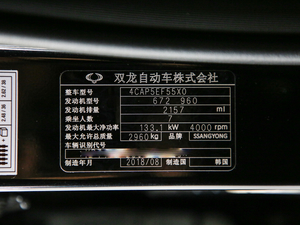 双龙自动车株式会社
整车型号 4CAP5EF55X0
发动机型号 672 960
发动机排量 2157 ml
乘坐人数 7
发动机最大净功率 133.1 kW 4000 rpm
最大允许总质量 2960 kg 品牌 SSANGYONG
车辆识别代号
制造年月 2018/08 制造国 韩国